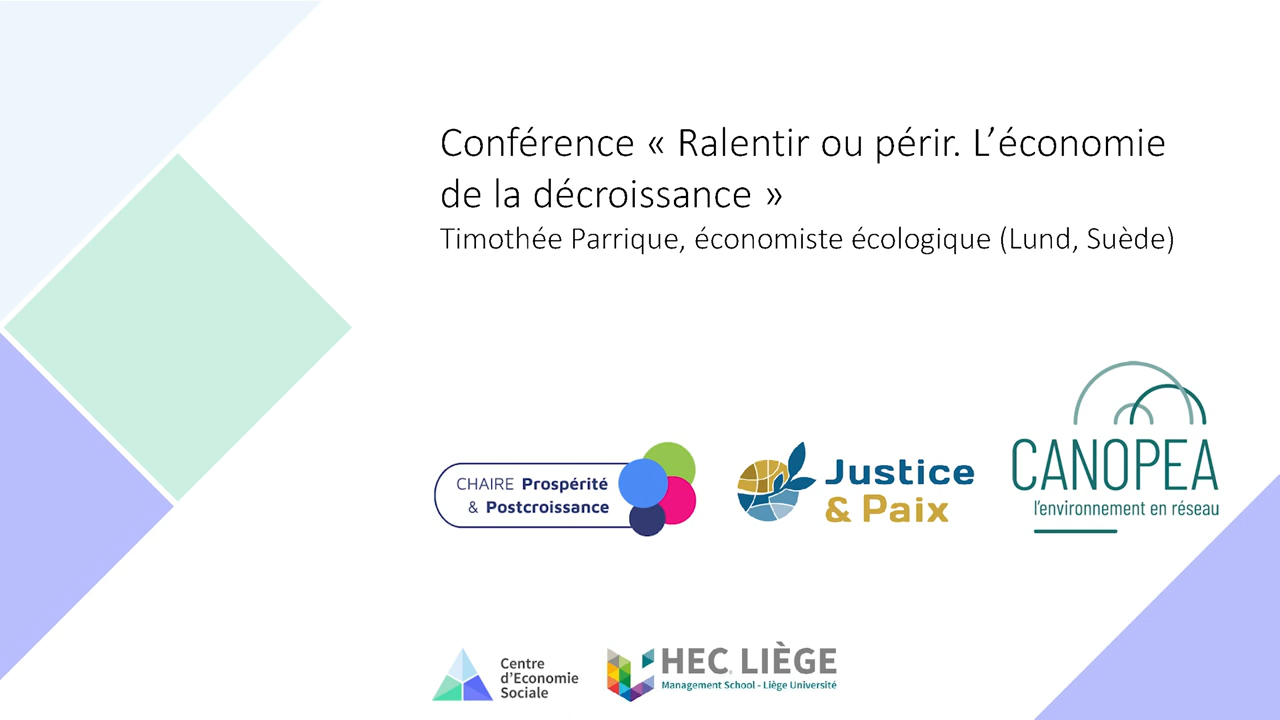 Conférence « Ralentir ou périr. L’économie
de la décroissance »
Timothée Parrique, économiste écologique (Lund, Suède)
CHAIRE Prospérité
& Postcroissance
Justice
& Paix
CANOPEA
l'environnement en réseau
Centre
d'Economie
Sociale
HEC LIÈGE
Management School - Liège Université